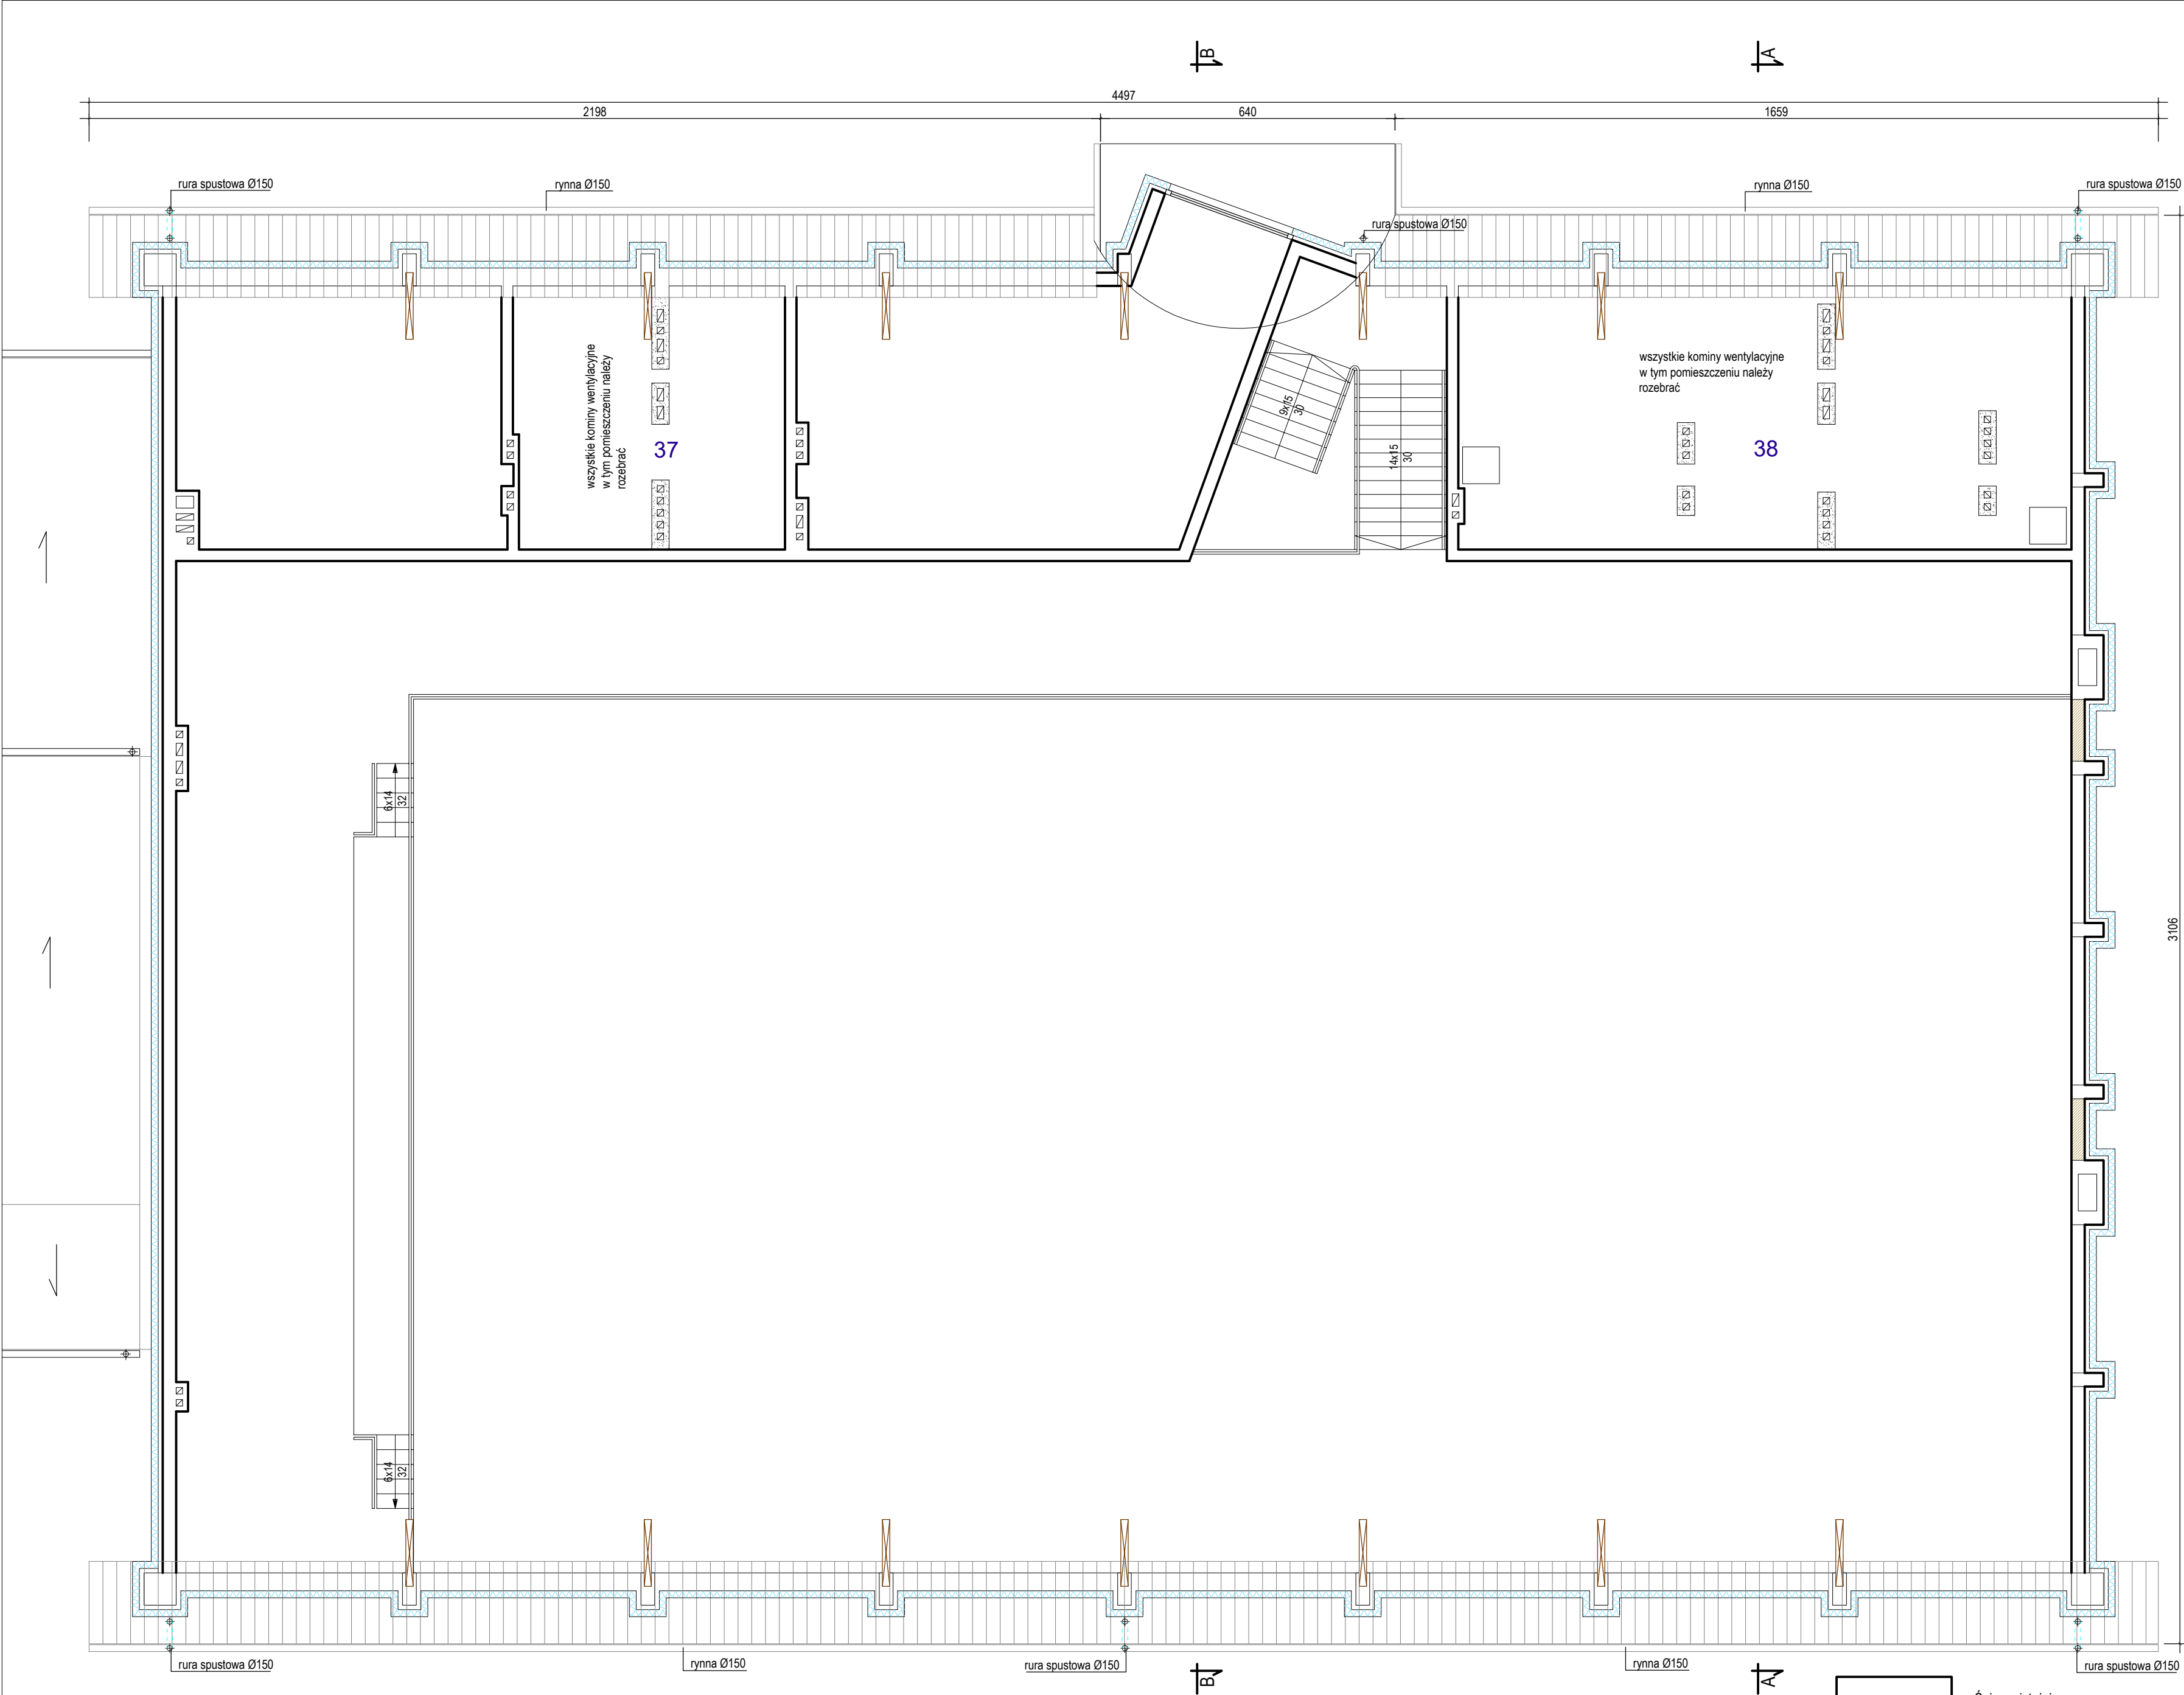 B
A
4497
2198
640
1659
rura spustowa Ø150
rynna Ø150
rynna Ø150
rura spustowa Ø150
rura spustowa Ø150
wszystkie kominy wentylacyjne
w tym pomieszczeniu należy
rozebrać
37
9x15
30
14x15
30
wszystkie kominy wentylacyjne
w tym pomieszczeniu należy
rozebrać
38
6x14
32
3106
6x14
32
rura spustowa Ø150
rynna Ø150
rura spustowa Ø150
rynna Ø150
rura spustowa Ø150
B
A